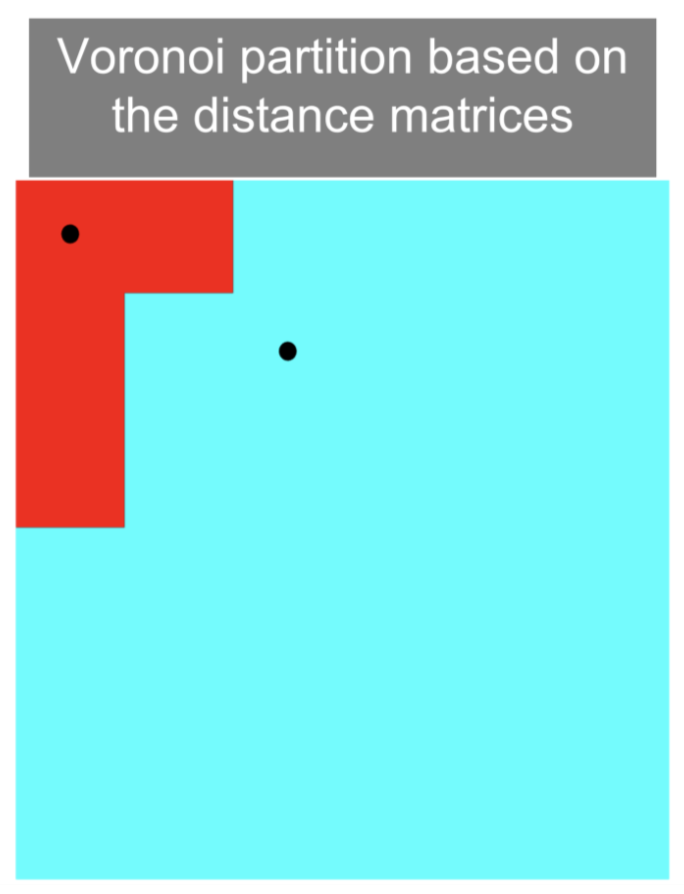 Voronoi partition based on
the distance matrices